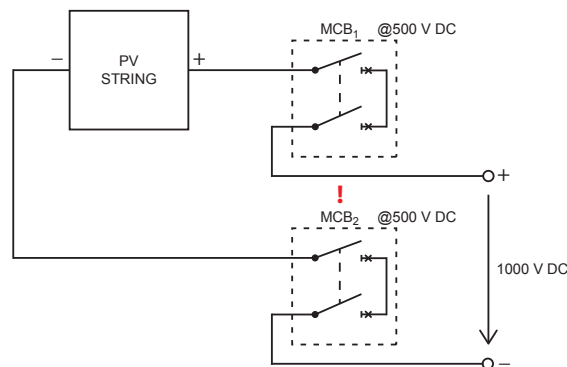 MCB₁ @500 V DC
− PV STRING +
+
!
MCB₂ @500 V DC
1000 V DC
−